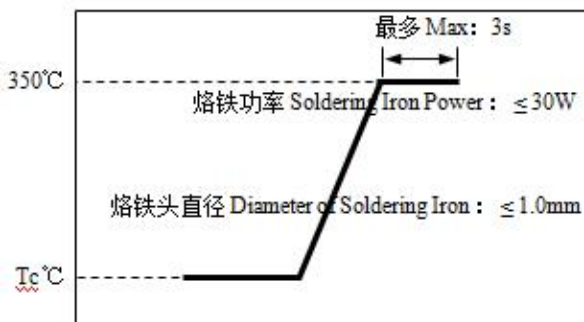 最多 Max：3s
350℃
烙铁功率 Soldering Iron Power：≤30W
烙铁头直径 Diameter of Soldering Iron：≤1.0mm
Tc℃